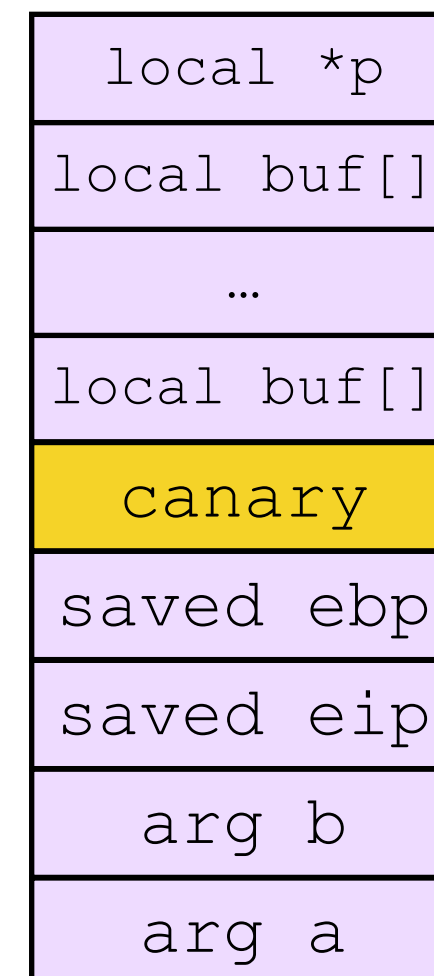 local *p
local buf[]
…
local buf[]
canary
saved ebp
saved eip
arg b
arg a